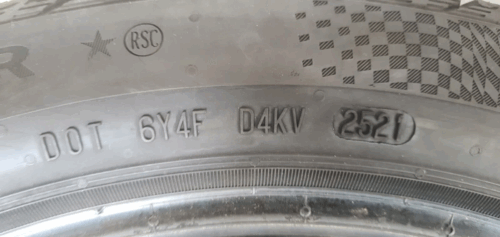 R ★ RSC
DOT 6Y4F D4KV 2521